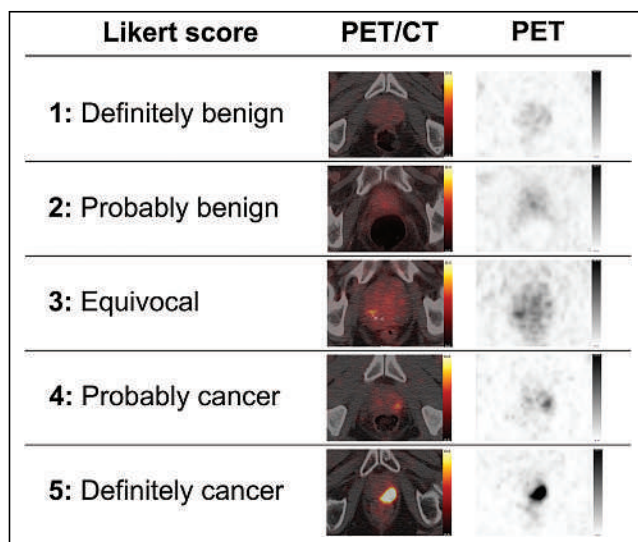 Likert score PET/CT PET
1: Definitely benign
2: Probably benign
3: Equivocal
4: Probably cancer
5: Definitely cancer